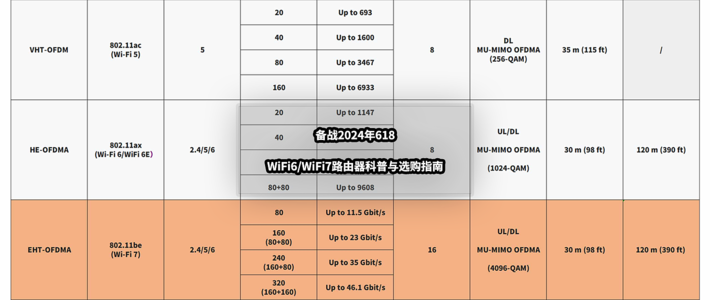 20 Up to 693
40 Up to 1600
VHT-OFDM 802.11ac 5 8 DL 35 m (115 ft) /
(Wi-Fi 5) MU-MIMO OFDMA
80 Up to 3467 (256-QAM)
160 Up to 6933
20 Up to 1147
40
备战2024年618
HE-OFDMA 802.11ax 2.4/5/6 8 UL/DL 30 m (98 ft) 120 m (390 ft)
(Wi-Fi 6/WiFi 6E) MU-MIMO OFDMA
WiFi6/WiFi7路由器科普与选购指南
(1024-QAM)
80+80 Up to 9608
80 Up to 11.5 Gbit/s
160 Up to 23 Gbit/s
(80+80)
EHT-OFDMA 802.11be 2.4/5/6 16 UL/DL 30 m (98 ft) 120 m (390 ft)
(Wi-Fi 7) MU-MIMO OFDMA
240 Up to 35 Gbit/s
(160+80) (4096-QAM)
320 Up to 46.1 Gbit/s
(160+160)